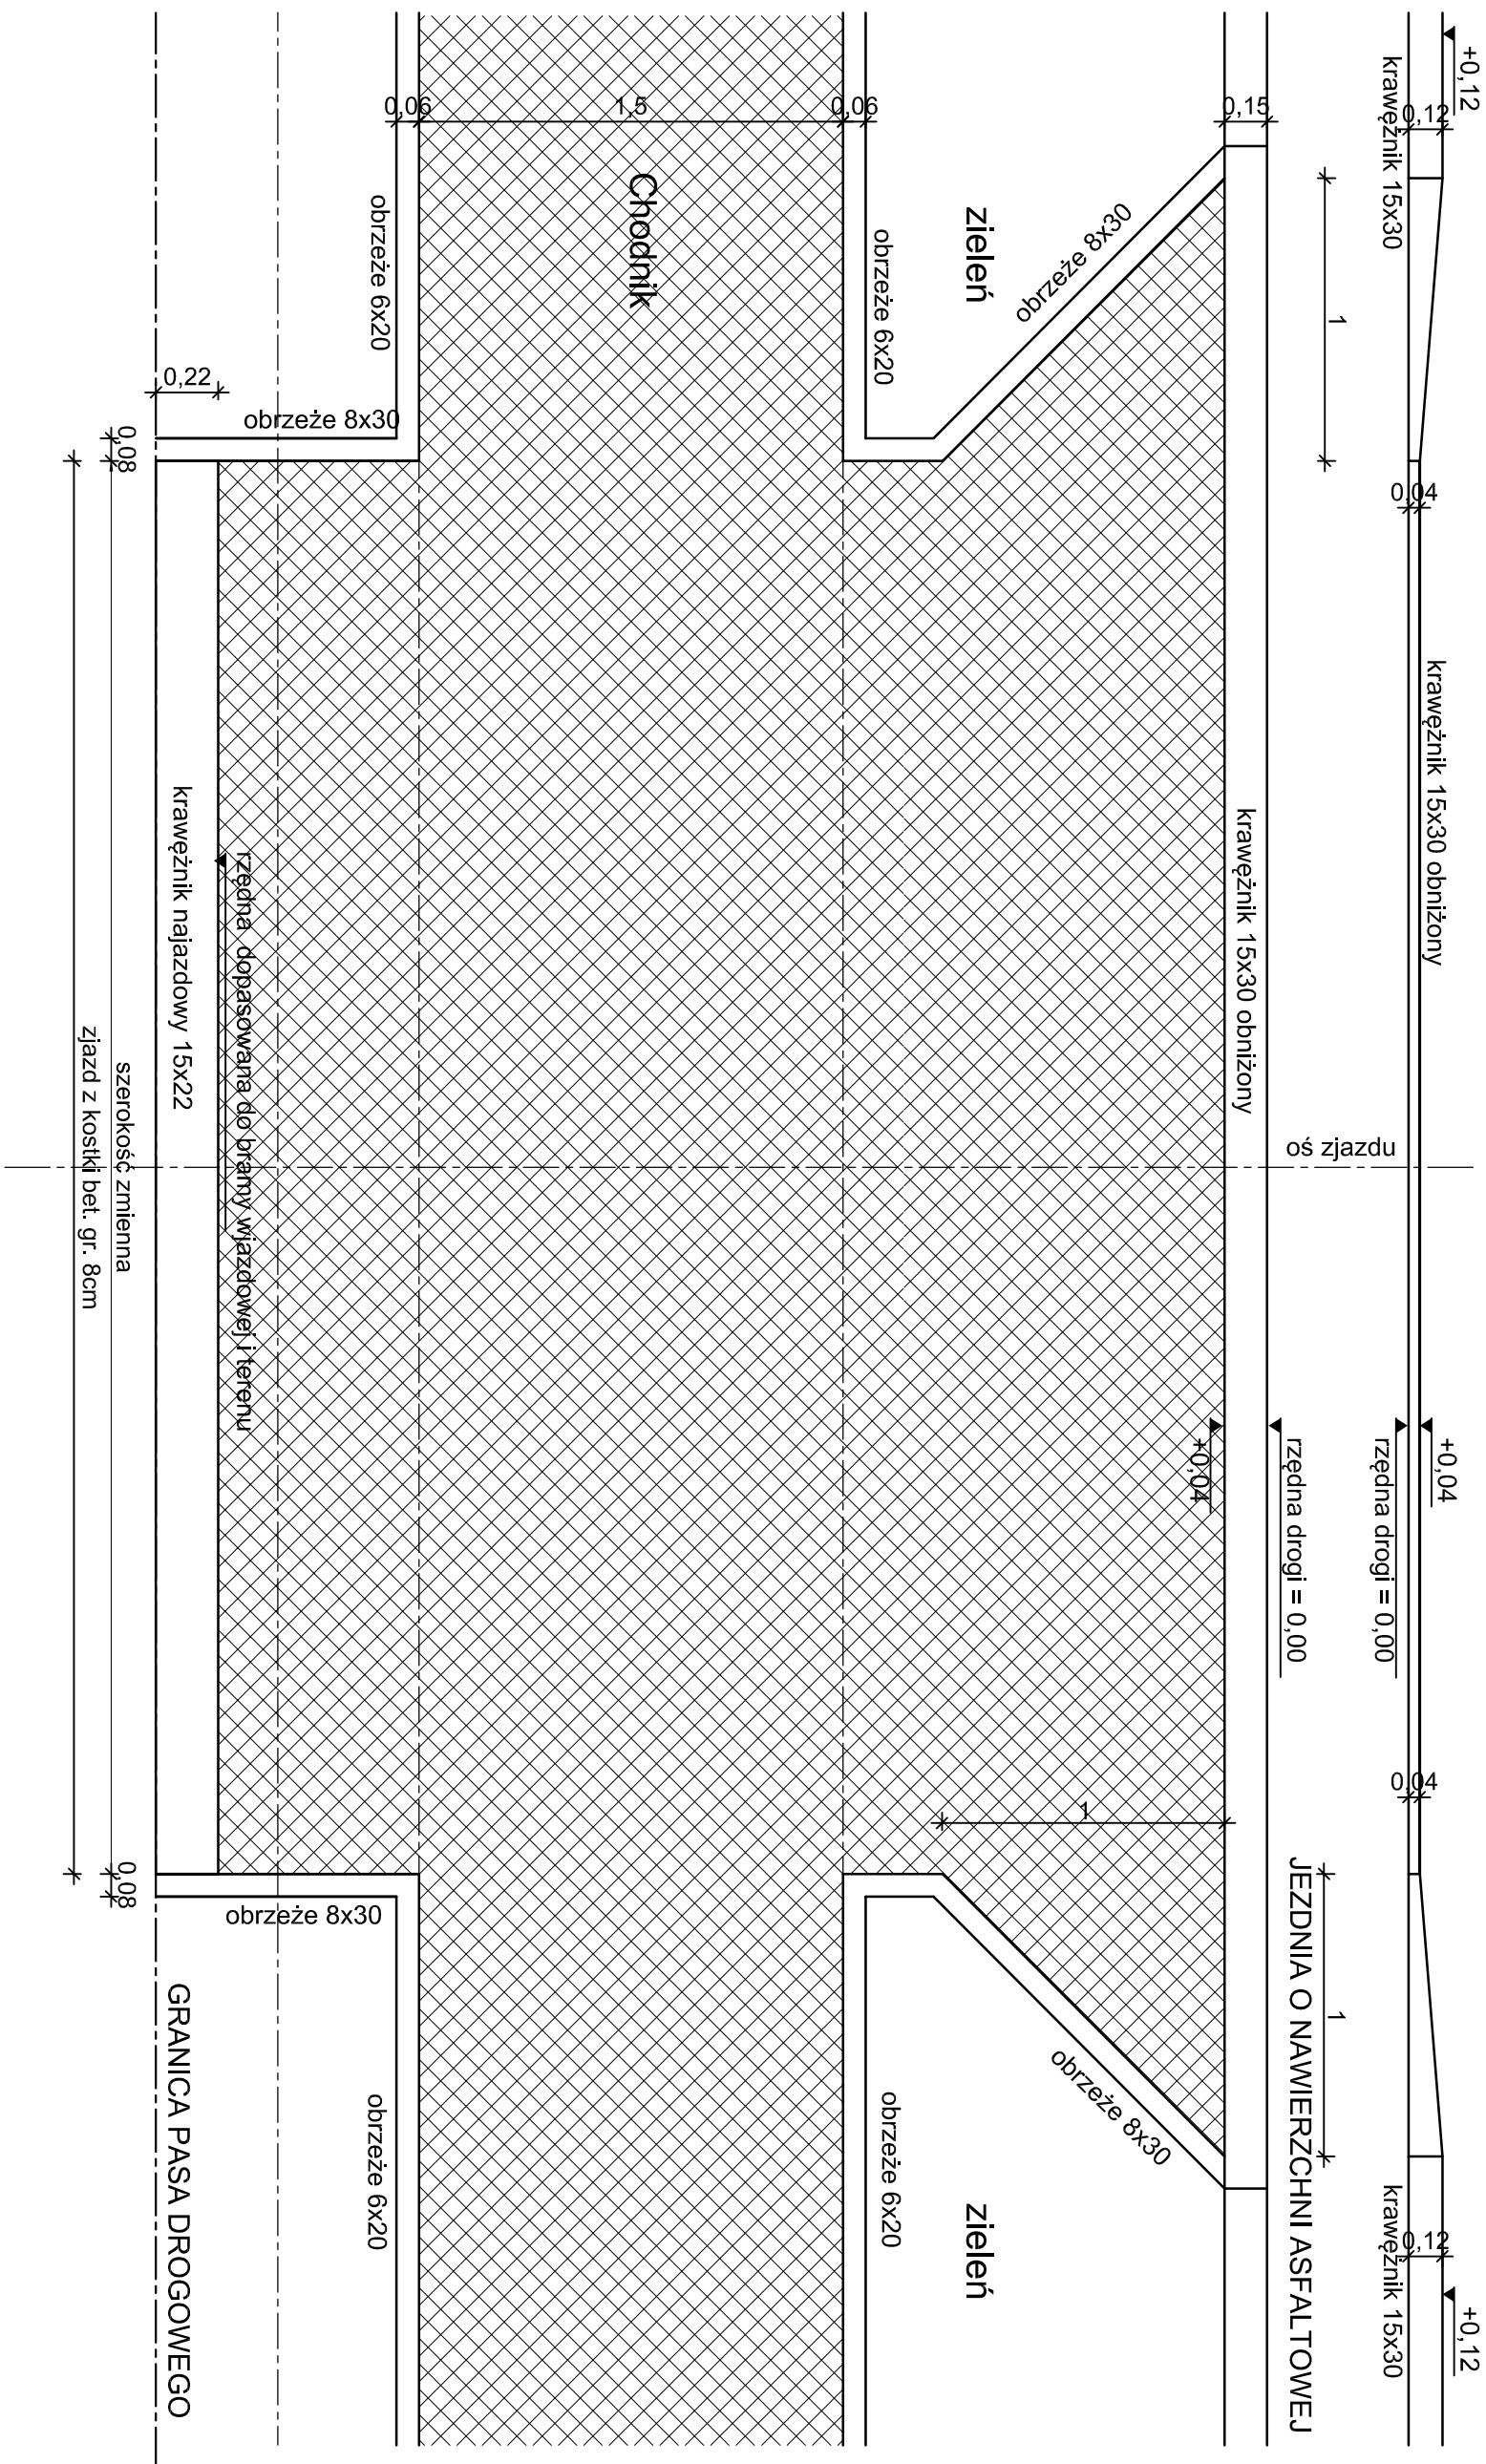 +0,12
0,12
krawężnik 15x30
1
0,04
krawężnik 15x30 obniżony
+0,04
rzędna drogi = 0,00
0,04
1
0,12
krawężnik 15x30
+0,12
oś zjazdu
JEZDNIA O NAWIERZCHNI ASFALTOWEJ
rzędna drogi = 0,00
+0,04
0,15
krawężnik 15x30 obniżony
zieleń
obrzeże 8x30
obrzeże 6x20
1
obrzeże 8x30
zieleń
obrzeże 6x20
0,06
1,5
0,06
Chodnik
obrzeże 6x20
obrzeże 8x30
0,22
rzędna dopasowana do bramy wjazdowej i terenu
krawężnik najazdowy 15x22
obrzeże 8x30
obrzeże 6x20
GRANICA PASA DROGOWEGO
0,08
szerokość zmienna
0,08
zjazd z kostki bet. gr. 8cm